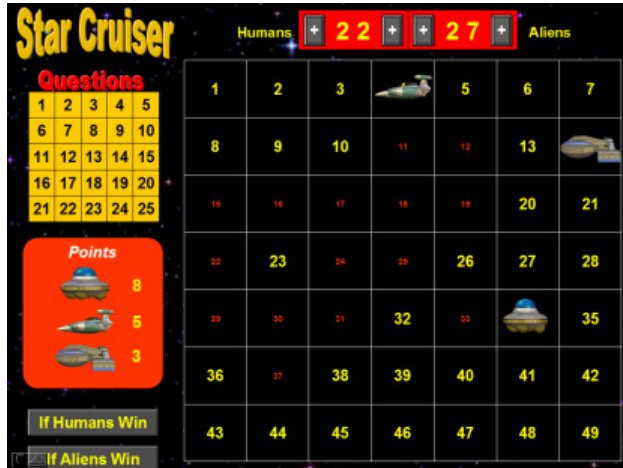 Star Cruiser
Humans + 2 2 + + 2 7 + Aliens
Questions
1 2 3 4 5
6 7 8 9 10
11 12 13 14 15
16 17 18 19 20
21 22 23 24 25
Points
8
5
3
If Humans Win
If Aliens Win
1 2 3 5 6 7
8 9 10 11 12 13
15 16 17 18 19 20 21
22 23 24 25 26 27 28
29 30 31 32 33 35
36 37 38 39 40 41 42
43 44 45 46 47 48 49